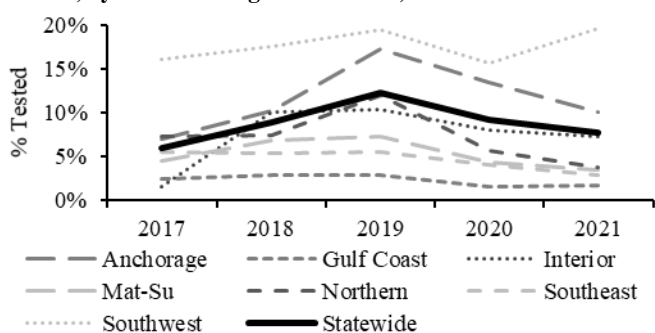 20%
15%
10%
5%
0%
% Tested
2017 2018 2019 2020 2021
Anchorage Gulf Coast Interior
Mat-Su Northern Southeast
Southwest Statewide